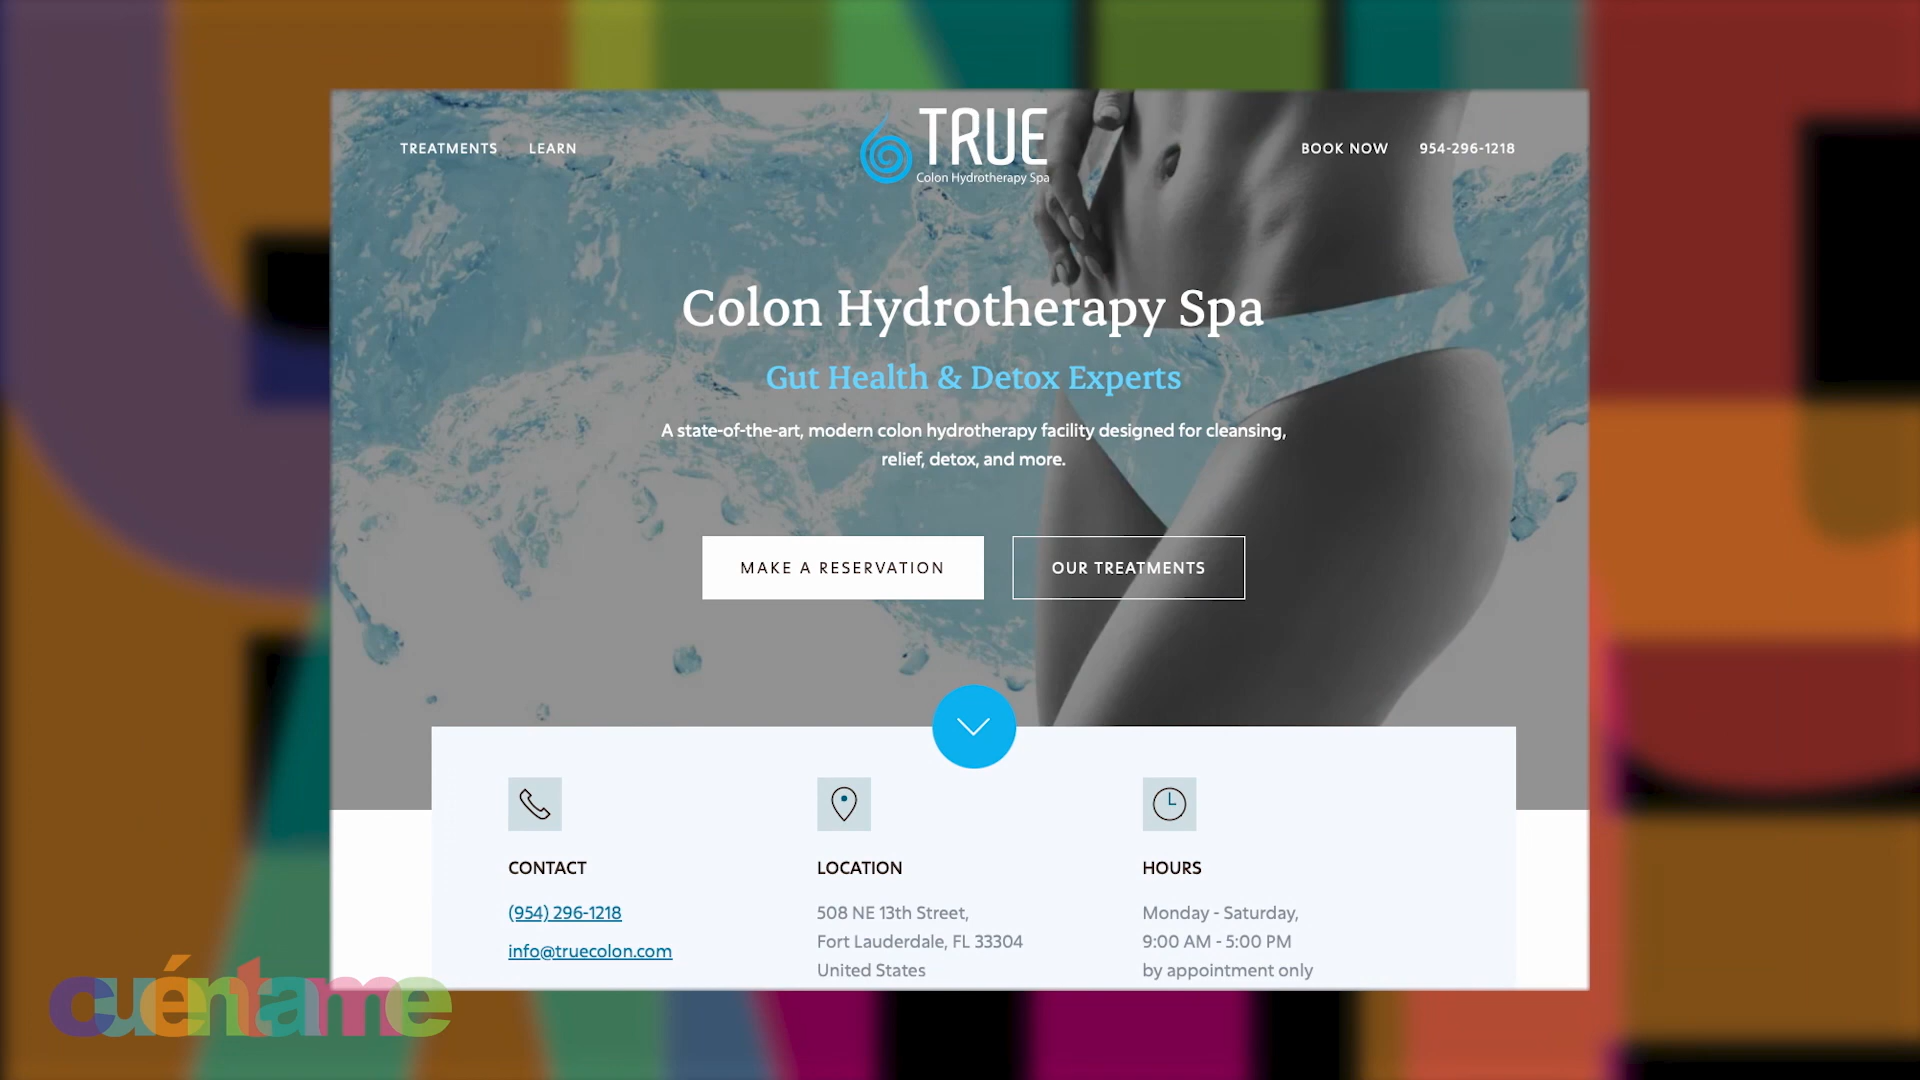 TREATMENTS LEARN
TRUE
Colon Hydrotherapy Spa
BOOK NOW 954-296-1218
Colon Hydrotherapy Spa
Gut Health & Detox Experts
A state-of-the-art, modern colon hydrotherapy facility designed for cleansing,
relief, detox, and more.
MAKE A RESERVATION
OUR TREATMENTS
CONTACT
(954) 296-1218
info@truecolon.com
LOCATION
508 NE 13th Street,
Fort Lauderdale, FL 33304
United States
HOURS
Monday - Saturday,
9:00 AM - 5:00 PM
by appointment only
cuéntame